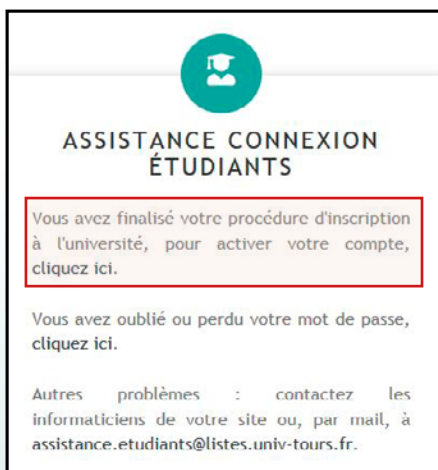 ASSISTANCE CONNEXION
ÉTUDIANTS
Vous avez finalisé votre procédure d'inscription
à l'université, pour activer votre compte,
cliquez ici.
Vous avez oublié ou perdu votre mot de passe,
cliquez ici.
Autres problèmes : contactez les
informaticiens de votre site ou, par mail, à
assistance.etudiants@listes.univ-tours.fr.